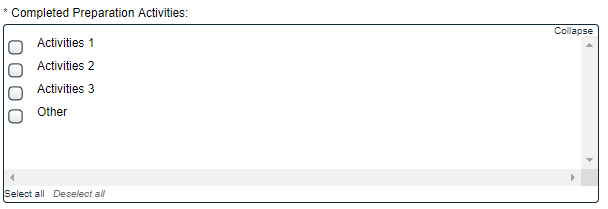 * Completed Preparation Activities:
Collapse
Activities 1
Activities 2
Activities 3
Other
Select all Deselect all